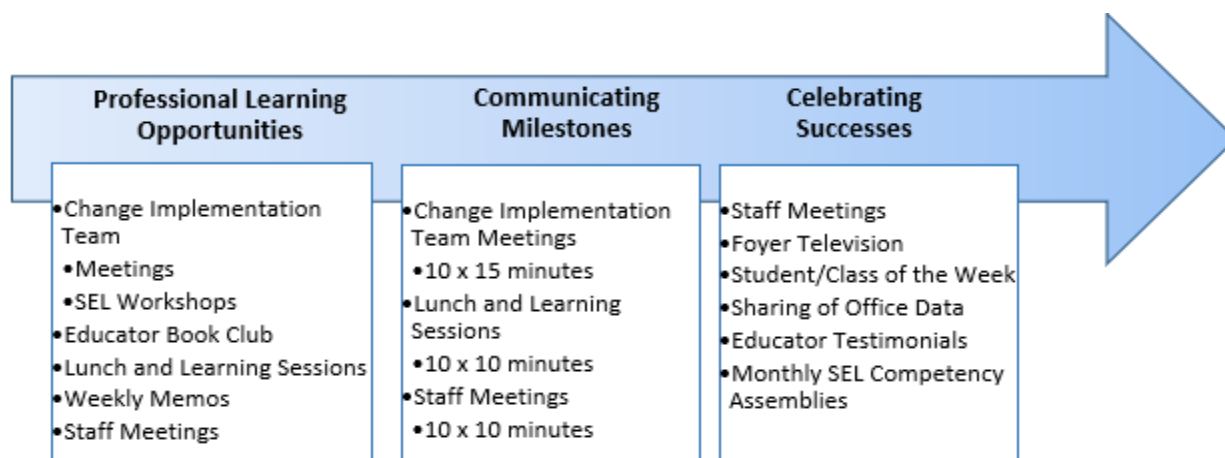 Professional Learning
Opportunities
•Change Implementation
Team
•Meetings
•SEL Workshops
•Educator Book Club
•Lunch and Learning Sessions
•Weekly Memos
•Staff Meetings
Communicating
Milestones
•Change Implementation
Team Meetings
•10 x 15 minutes
•Lunch and Learning
Sessions
•10 x 10 minutes
•Staff Meetings
•10 x 10 minutes
Celebrating
Successes
•Staff Meetings
•Foyer Television
•Student/Class of the Week
•Sharing of Office Data
•Educator Testimonials
•Monthly SEL Competency
Assemblies